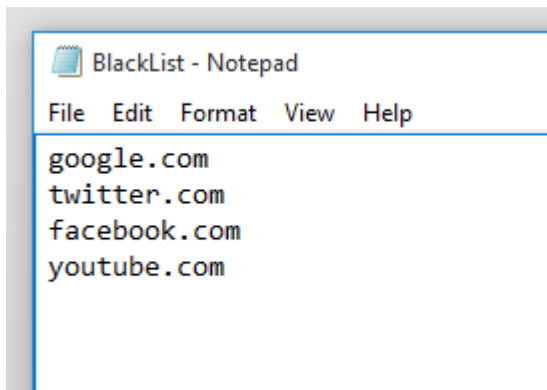 BlackList - Notepad
File Edit Format View Help
google.com
twitter.com
facebook.com
youtube.com